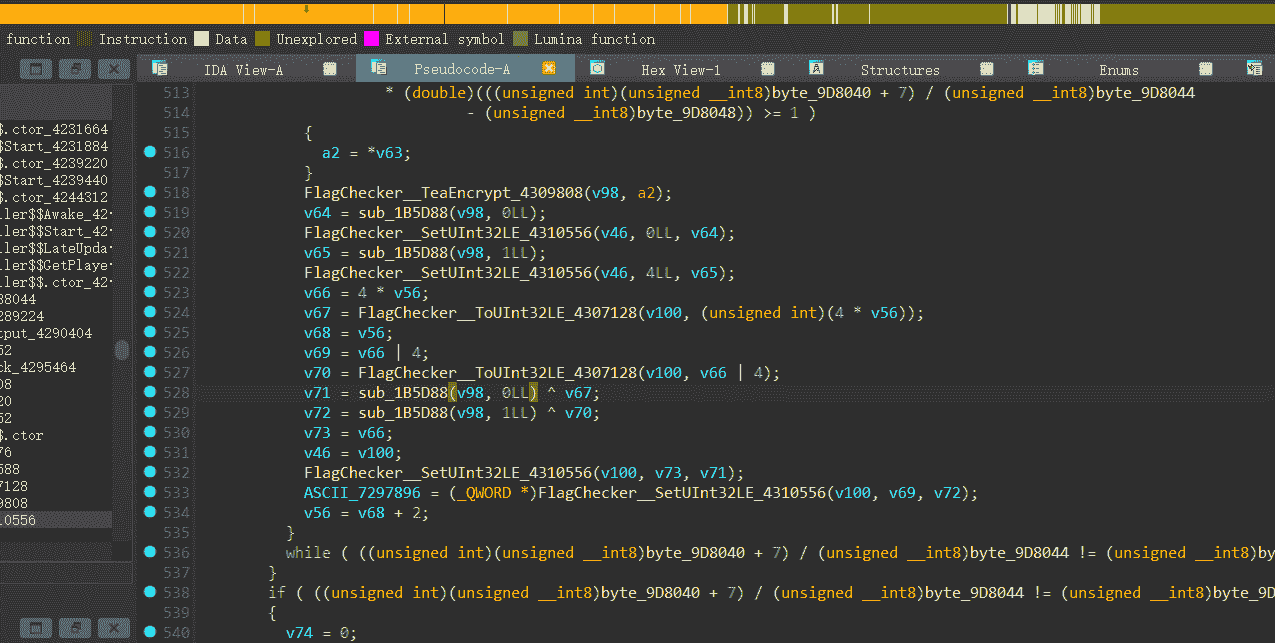 function Instruction Data Unexplored External symbol Lumina function
IDA View-A Pseudocode-A Hex View-1 Structures Enums
$.ctor_4231664
$Start_4231884
$.ctor_4239220
$Start_4239440
$.ctor_4244312
ler$$Awake_42
ler$$Start_42
ler$$LateUpda
ler$$GetPlaye
ler$$.ctor_42
88044
289224
tput_4290404
52
ck_4295464
08
20
52
$.ctor
76
588
7128
9808
10556
513 * (double)(((unsigned int)(unsigned __int8)byte_9D8040 + 7) / (unsigned __int8)byte_9D8044
514 - (unsigned __int8)byte_9D8048)) >= 1 )
515 {
516 a2 = *v63;
517 }
518 FlagChecker__TeaEncrypt_4309808(v98, a2);
519 v64 = sub_1B5D88(v98, 0LL);
520 FlagChecker__SetUInt32LE_4310556(v46, 0LL, v64);
521 v65 = sub_1B5D88(v98, 1LL);
522 FlagChecker__SetUInt32LE_4310556(v46, 4LL, v65);
523 v66 = 4 * v56;
524 v67 = FlagChecker__ToUInt32LE_4307128(v100, (unsigned int)(4 * v56));
525 v68 = v56;
526 v69 = v66 | 4;
527 v70 = FlagChecker__ToUInt32LE_4307128(v100, v66 | 4);
528 v71 = sub_1B5D88(v98, 0LL) ^ v67;
529 v72 = sub_1B5D88(v98, 1LL) ^ v70;
530 v73 = v66;
531 v46 = v100;
532 FlagChecker__SetUInt32LE_4310556(v100, v73, v71);
533 ASCII_7297896 = (_QWORD *)FlagChecker__SetUInt32LE_4310556(v100, v69, v72);
534 v56 = v68 + 2;
535 }
536 while ( ((unsigned int)(unsigned __int8)byte_9D8040 + 7) / (unsigned __int8)byte_9D8044 != (unsigned __int8)by
537 }
538 if ( ((unsigned int)(unsigned __int8)byte_9D8040 + 7) / (unsigned __int8)byte_9D8044 != (unsigned __int8)byte_9D
539 {
540 v74 = 0;